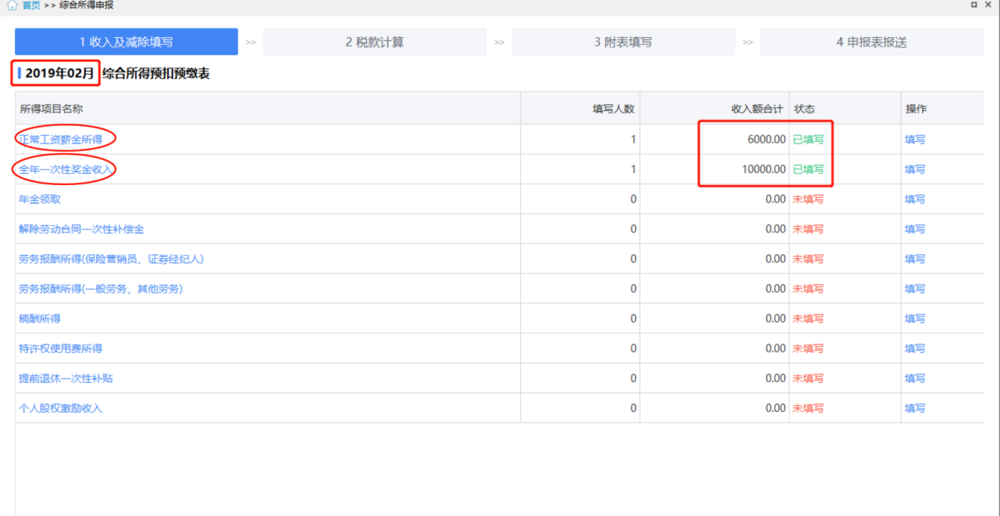 首页 >> 综合所得申报
1 收入及减除填写 >> 2 税款计算 >> 3 附表填写 >> 4 申报表报送
2019年02月 综合所得预扣预缴表
所得项目名称 填写人数 收入额合计 状态 操作
正常工资薪金所得 1 6000.00 已填写 填写
全年一次性奖金收入 1 10000.00 已填写 填写
年金领取 0 0.00 未填写 填写
解除劳动合同一次性补偿金 0 0.00 未填写 填写
劳务报酬所得(保险营销员、证券经纪人) 0 0.00 未填写 填写
劳务报酬所得(一般劳务、其他劳务) 0 0.00 未填写 填写
稿酬所得 0 0.00 未填写 填写
特许权使用费所得 0 0.00 未填写 填写
提前退休一次性补贴 0 0.00 未填写 填写
个人股权激励收入 0 0.00 未填写 填写